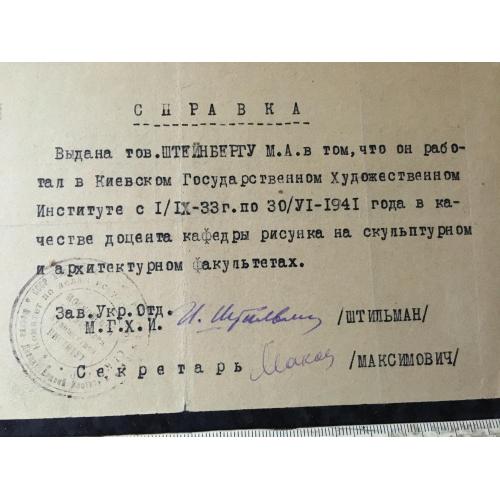 СПРАВКА
Выдана тов.ШТЕЙНБЕРГУ М.А.в том,что он рабо-
тал в Киевском Государственном Художественном
Институте с I/IX-33г.по 30/VI-1941 года в ка-
честве доцента кафедры рисунка на скульптурном
и архитектурном факультетах.
Зав.Укр.Отд.
М.Г.Х.И. И. Штильман /ШТИЛЬМАН/
Секретарь /МАКСИМОВИЧ/